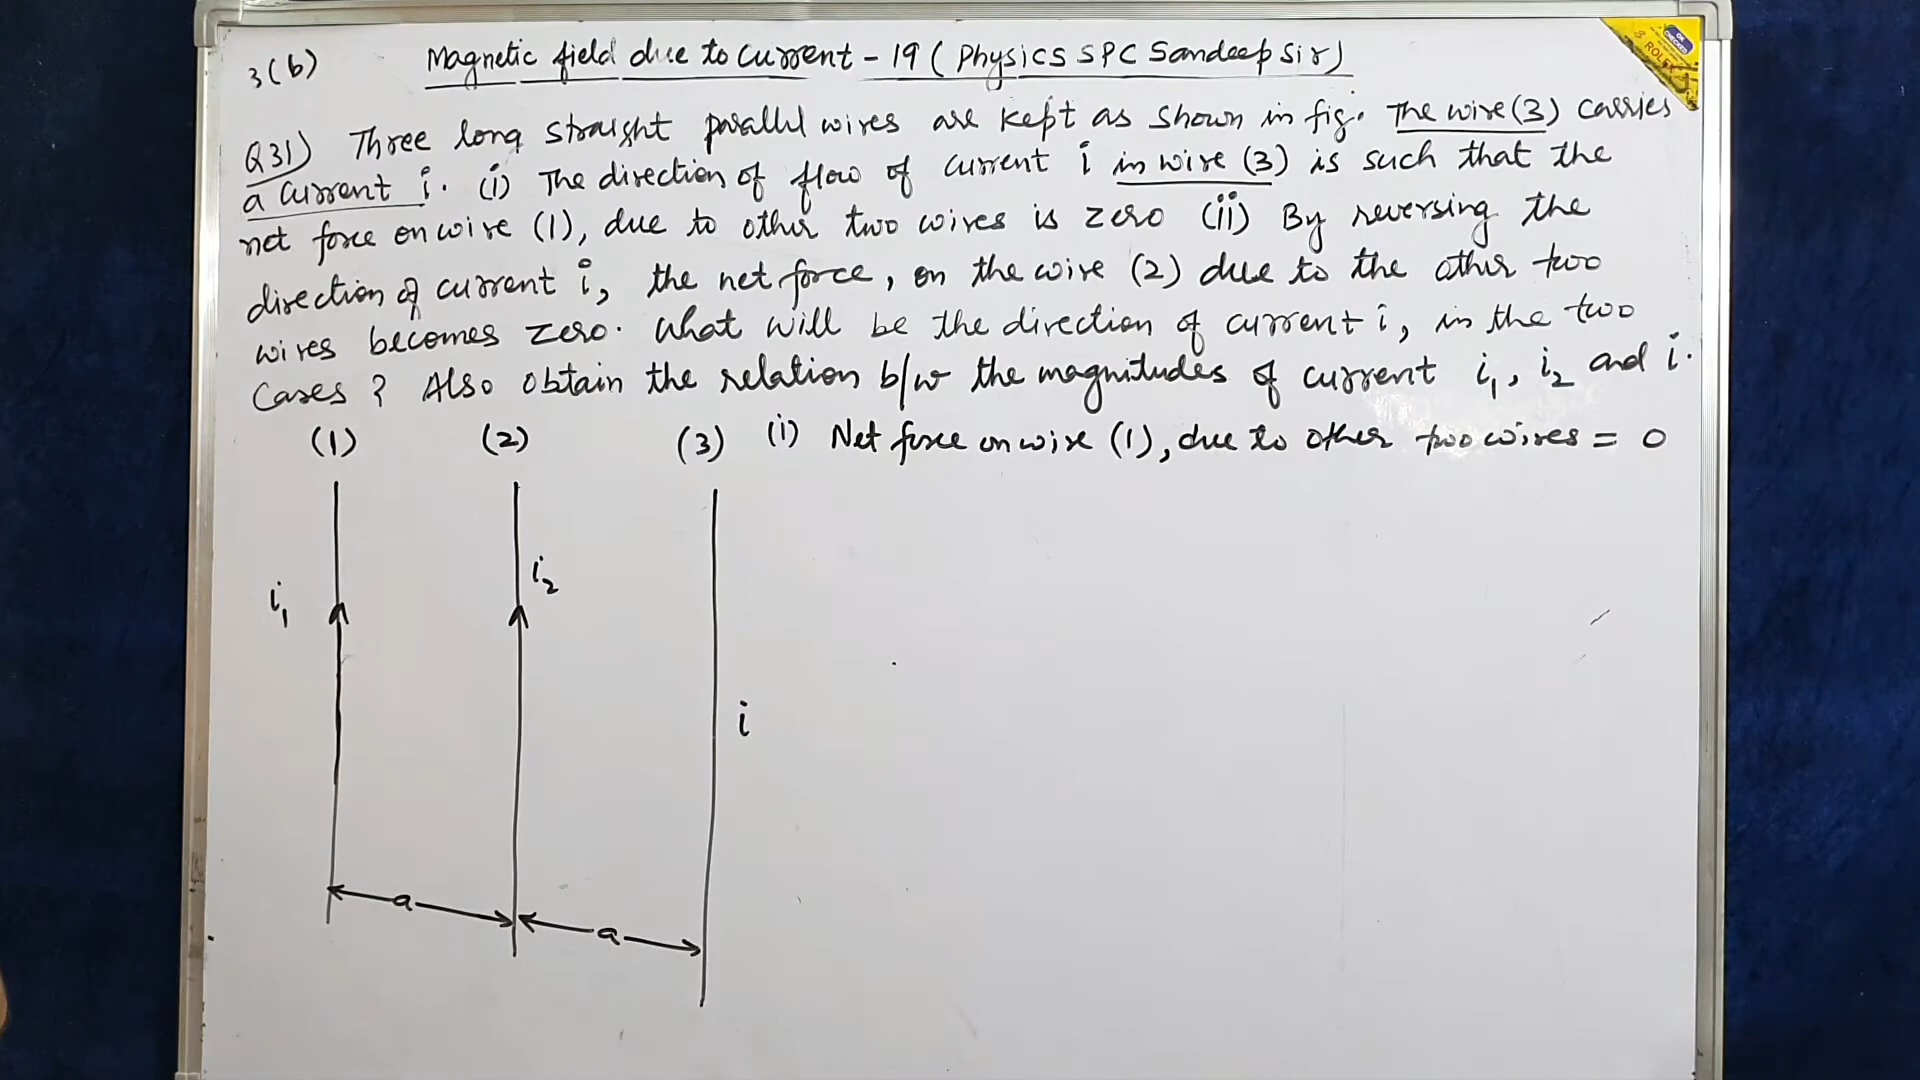 3(b) Magnetic field due to current - 19 (Physics SPC Sandeep Sir)
Q31) Three long straight parallel wires are kept as shown in fig. The wire (3) carries
a current i. (i) The direction of flow of current i in wire (3) is such that the
net force on wire (1), due to other two wires is zero (ii) By reversing the
direction of current i, the net force, on the wire (2) due to the other two
wires becomes zero. What will be the direction of current i, in the two
cases ? Also obtain the relation b/w the magnitudes of current i₁, i₂ and i.
(1) (2) (3) (i) Net force on wire (1), due to other two wires = 0
i₂
i₁
i
a
a
ROLEX